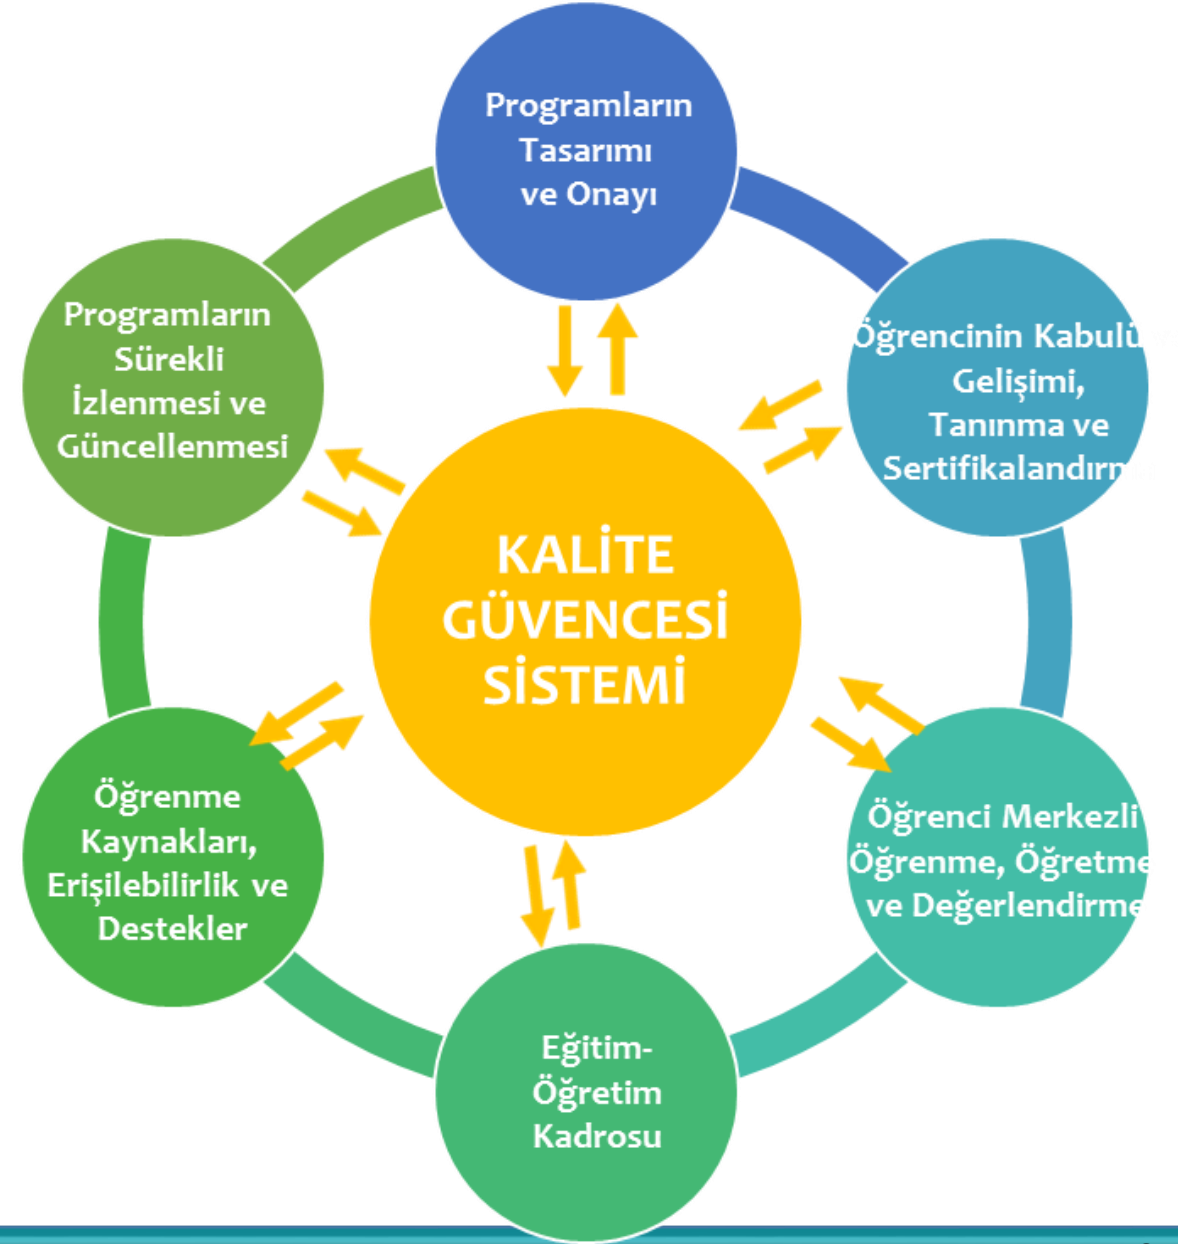 Programların
Tasarımı
ve Onayı
Öğrencinin Kabulü
Gelişimi,
Tanınma ve
Programların
Sürekli
İzlenmesi ve
Güncellenmesi
KALİTE
GÜVENCESİ
SİSTEMİ
Öğrenme
Kaynakları,
Erişilebilirlik ve
Destekler
Öğrenci Merkezli
Öğrenme, Öğretme
ve Değerlendirme
Eğitim-
Öğretim
Kadrosu